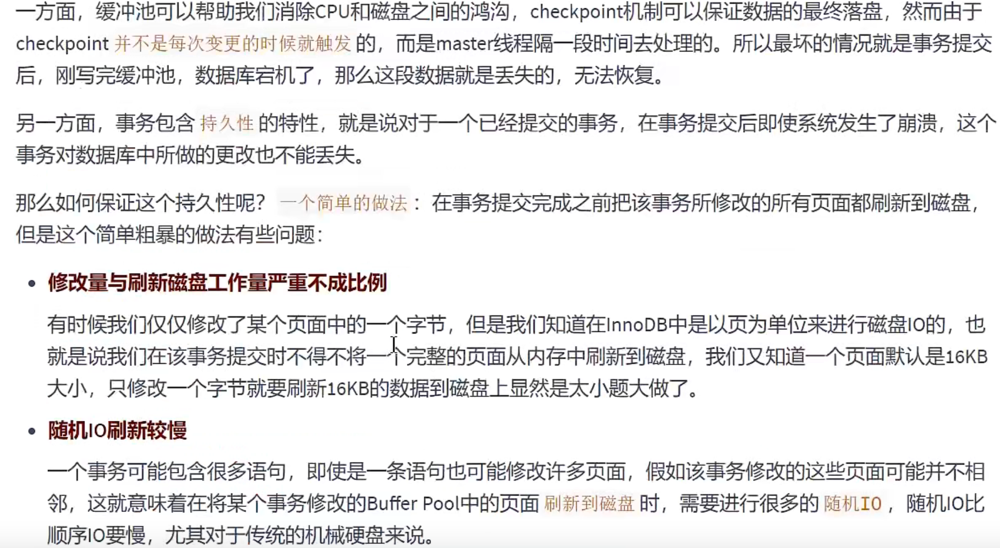 一方面，缓冲池可以帮助我们消除CPU和磁盘之间的鸿沟，checkpoint机制可以保证数据的最终落盘，然而由于
checkpoint 并不是每次变更的时候就触发 的，而是master线程隔一段时间去处理的。所以最坏的情况就是事务提交
后，刚写完缓冲池，数据库宕机了，那么这段数据就是丢失的，无法恢复。
另一方面，事务包含 持久性 的特性，就是说对于一个已经提交的事务，在事务提交后即使系统发生了崩溃，这个
事务对数据库中所做的更改也不能丢失。
那么如何保证这个持久性呢？ 一个简单的做法 ：在事务提交完成之前把该事务所修改的所有页面都刷新到磁盘，
但是这个简单粗暴的做法有些问题：
• 修改量与刷新磁盘工作量严重不成比例
有时候我们仅仅修改了某个页面中的一个字节，但是我们知道在InnoDB中是以页为单位来进行磁盘IO的，也
就是说我们在该事务提交时不得不将一个完整的页面从内存中刷新到磁盘，我们又知道一个页面默认是16KB
大小，只修改一个字节就要刷新16KB的数据到磁盘上显然是太小题大做了。
• 随机IO刷新较慢
一个事务可能包含很多语句，即使是一条语句也可能修改许多页面，假如该事务修改的这些页面可能并不相
邻，这就意味着在将某个事务修改的Buffer Pool中的页面 刷新到磁盘 时，需要进行很多的 随机IO ，随机IO比
顺序IO要慢，尤其对于传统的机械硬盘来说。